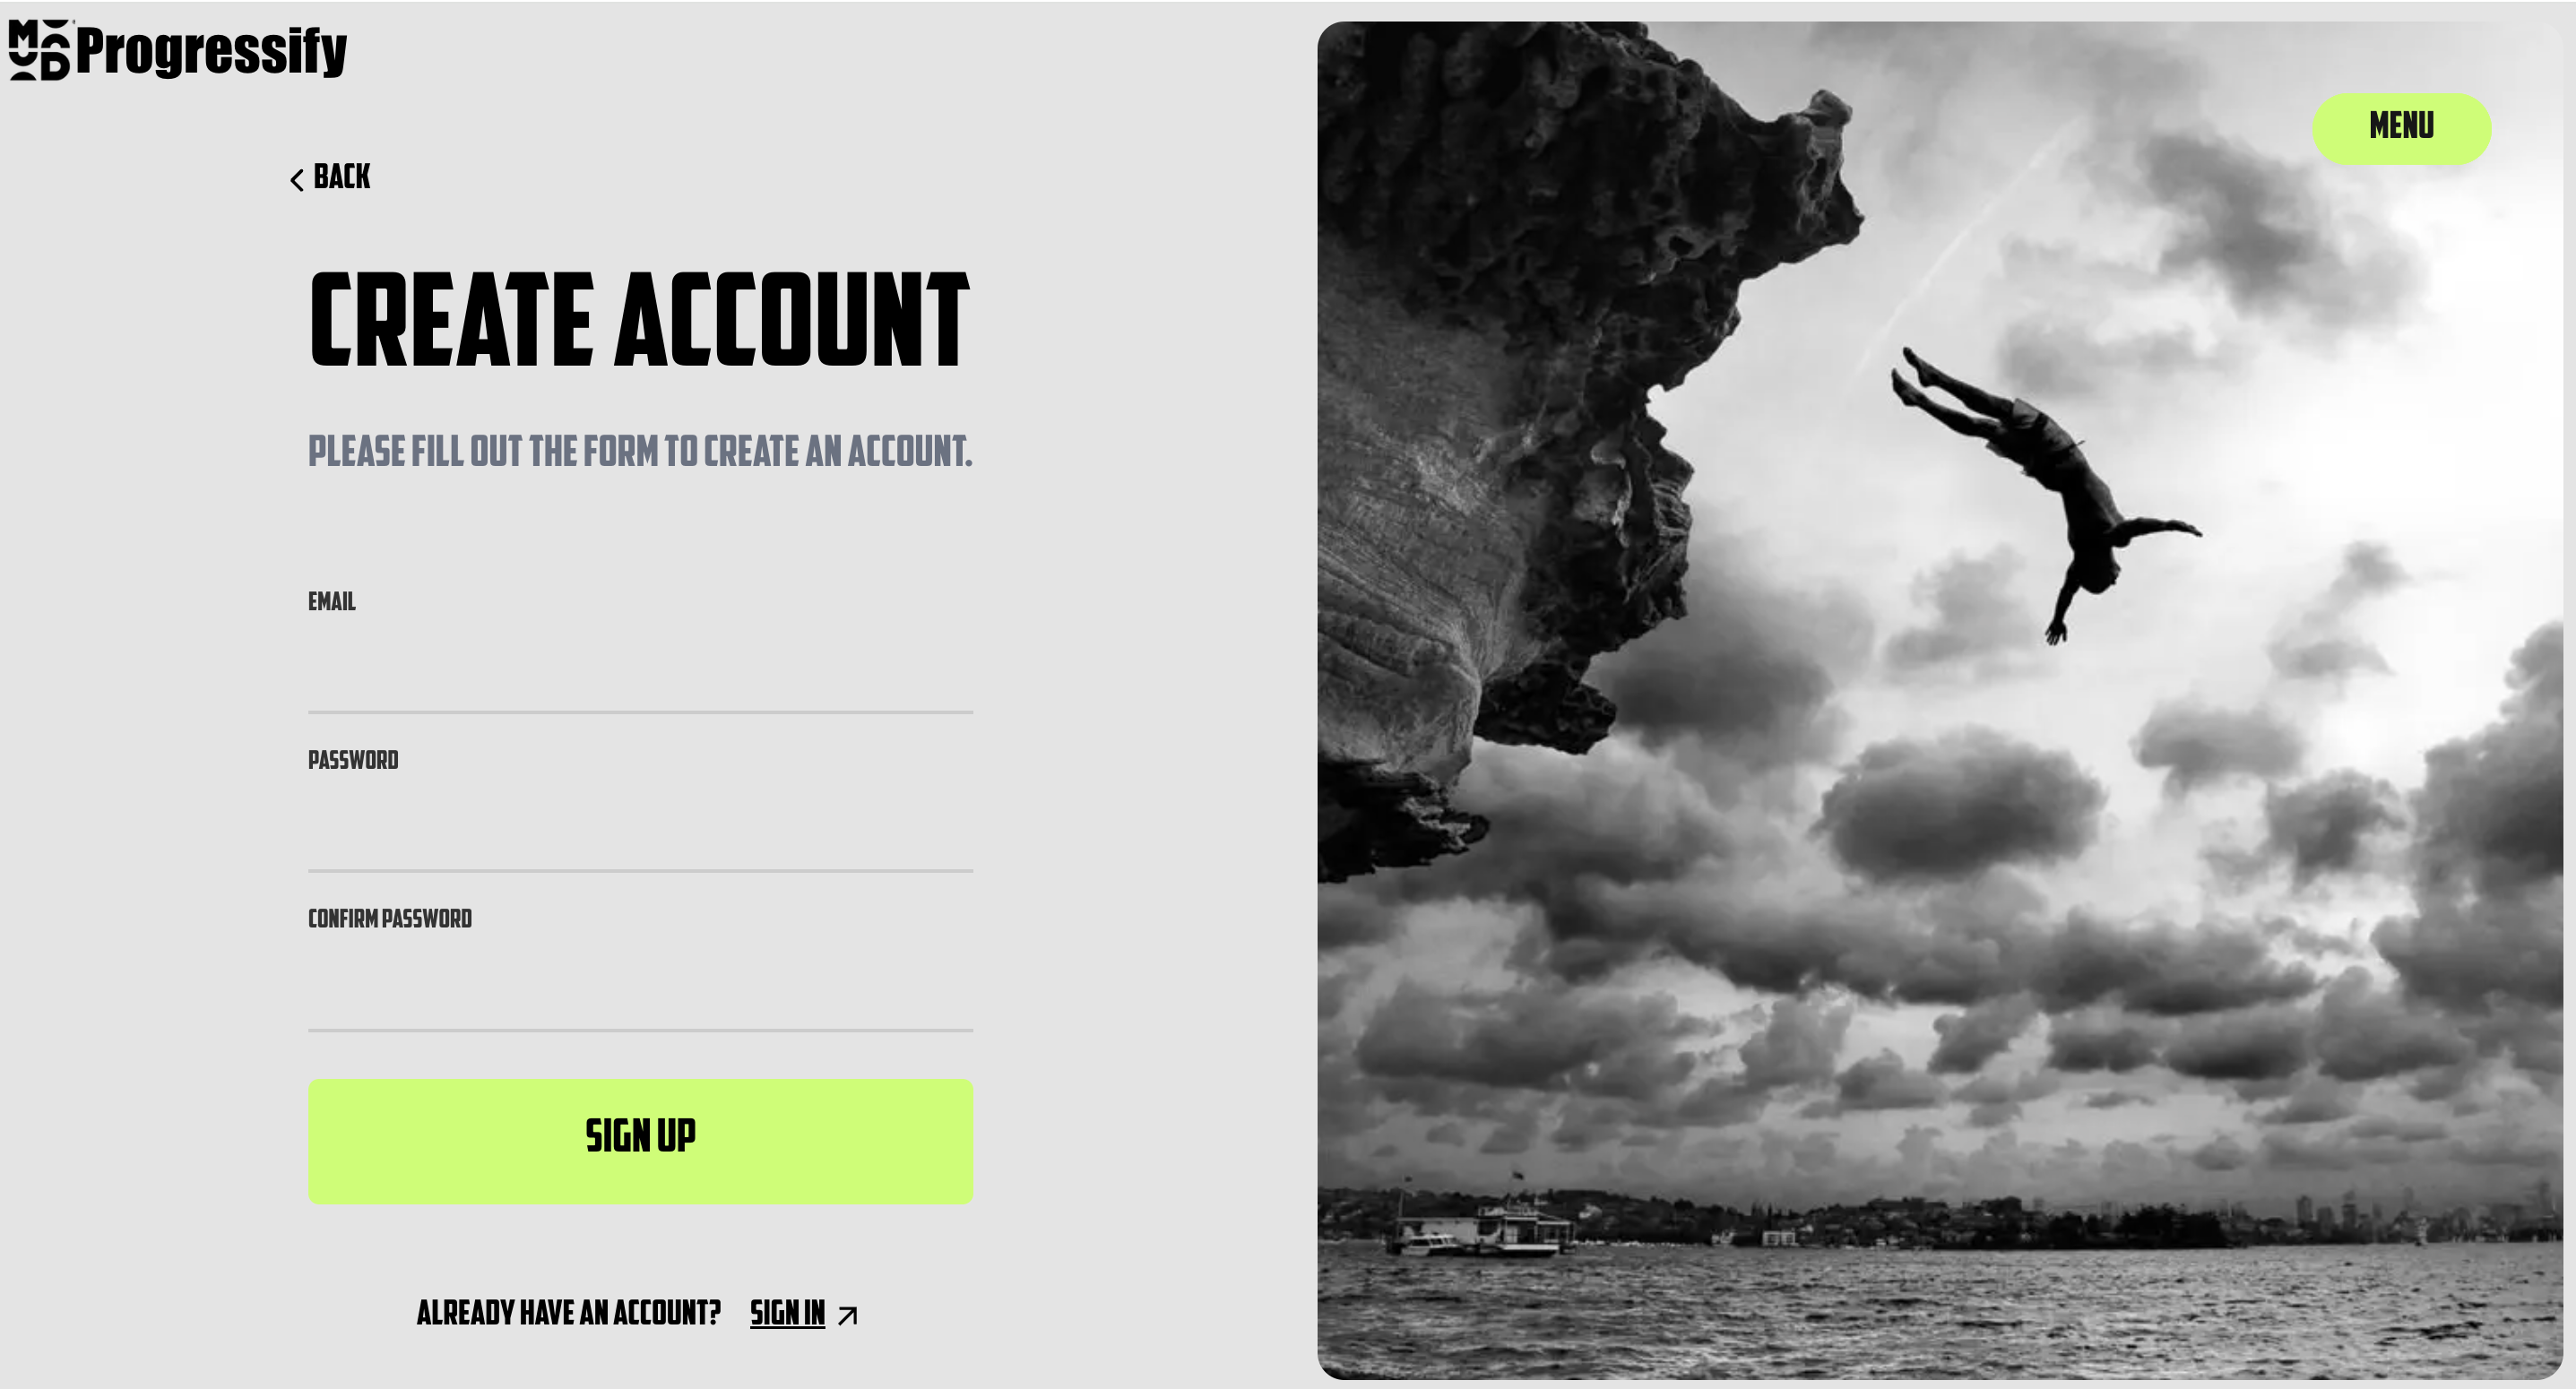 Progressify
MENU
BACK
CREATE ACCOUNT
PLEASE FILL OUT THE FORM TO CREATE AN ACCOUNT.
EMAIL
PASSWORD
CONFIRM PASSWORD
SIGN UP
ALREADY HAVE AN ACCOUNT? SIGN IN